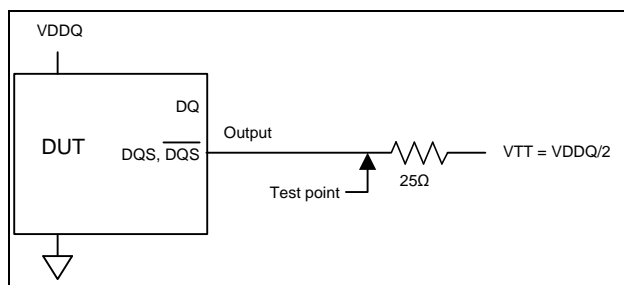 VDDQ
DQ
DUT
DQS, DQS
Output
Test point
25Ω
VTT = VDDQ/2